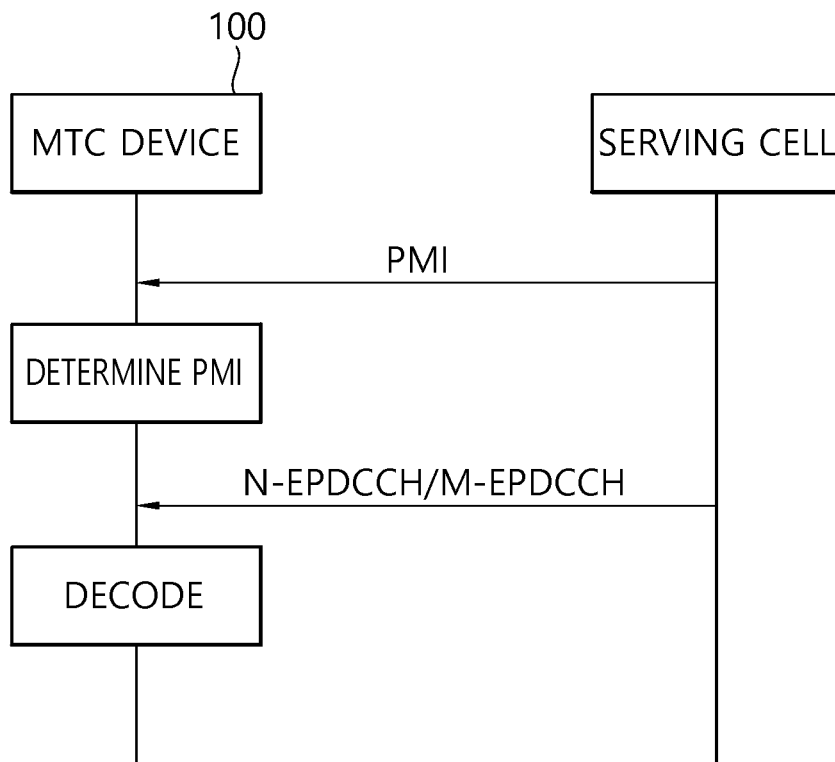 100
MTC DEVICE
SERVING CELL
PMI
DETERMINE PMI
N-EPDCCH/M-EPDCCH
DECODE